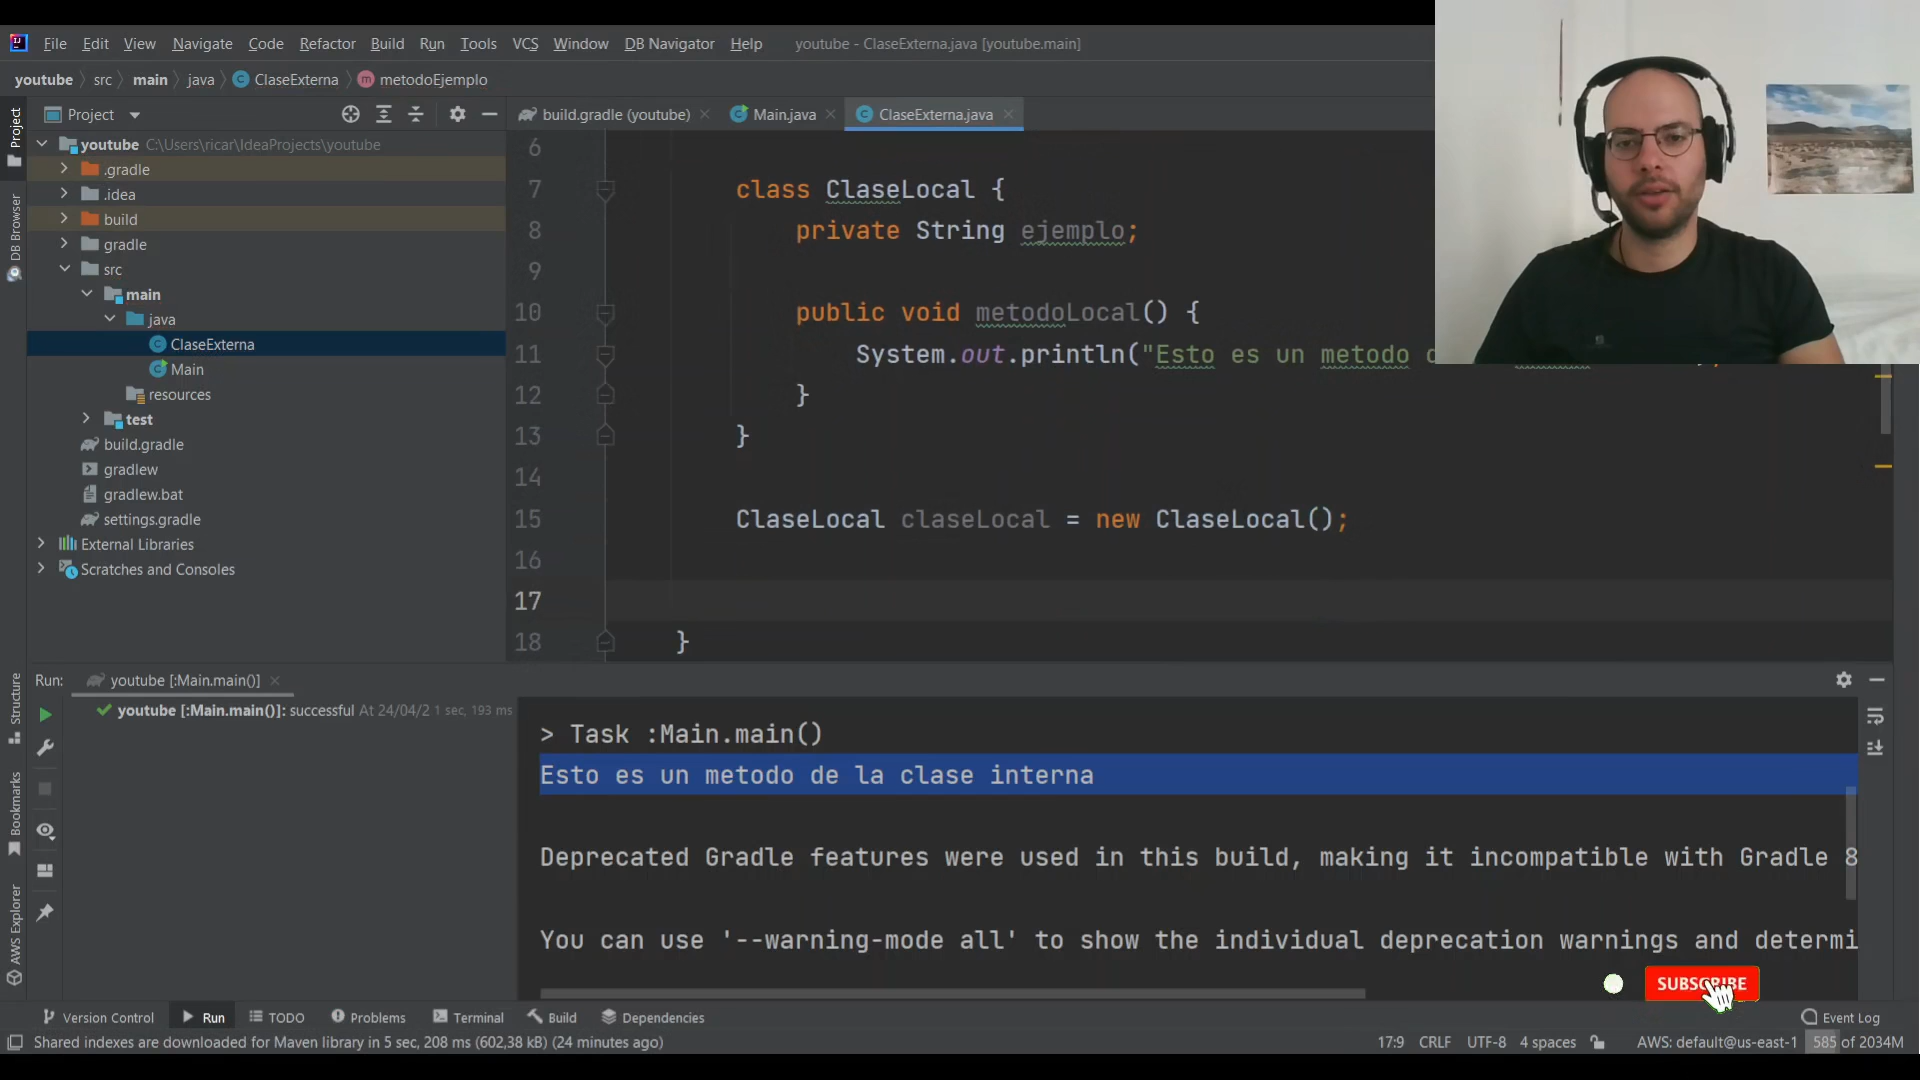 File Edit View Navigate Code Refactor Build Run Tools VCS Window DB Navigator Help youtube - ClaseExterna.java [youtube.main]
youtube src main java ClaseExterna metodoEjemplo
Project
build.gradle (youtube) Main.java ClaseExterna.java
youtube C:\Users\ricar\IdeaProjects\youtube
.gradle
.idea
build
gradle
src
main
java
ClaseExterna
Main
resources
test
build.gradle
gradlew
gradlew.bat
settings.gradle
External Libraries
Scratches and Consoles
Project
DB Browser
Structure
Bookmarks
AWS Explorer
6
7 class ClaseLocal {
8 private String ejemplo;
9
10 public void metodoLocal() {
11 System.out.println("Esto es un metodo
12 }
13 }
14
15 ClaseLocal claseLocal = new ClaseLocal();
16
17
18 }
Run: youtube [:Main.main()]
youtube [:Main.main()]: successful At 24/04/2 1 sec, 193 ms
> Task :Main.main()
Esto es un metodo de la clase interna
Deprecated Gradle features were used in this build, making it incompatible with Gradle 8
You can use '--warning-mode all' to show the individual deprecation warnings and determi
SUBSCRIBE
Version Control Run TODO Problems Terminal Build Dependencies Event Log
Shared indexes are downloaded for Maven library in 5 sec, 208 ms (602,38 kB) (24 minutes ago) 17:9 CRLF UTF-8 4 spaces AWS: default@us-east-1 585 of 2034M